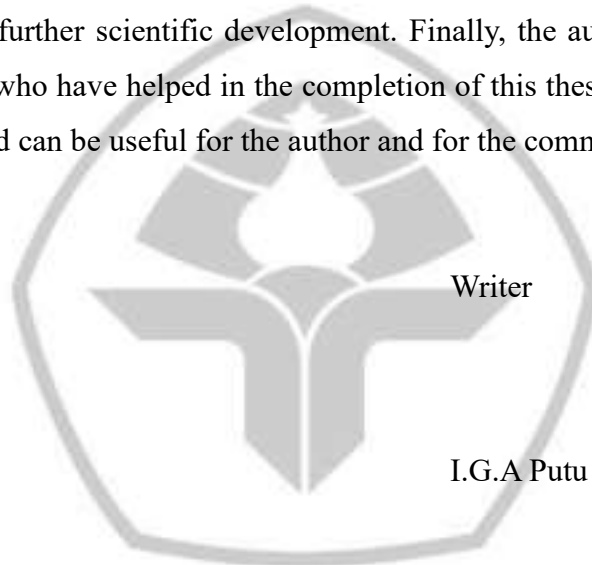 further scientific development. Finally, the au
who have helped in the completion of this thes
d can be useful for the author and for the comm
Writer
I.G.A Putu